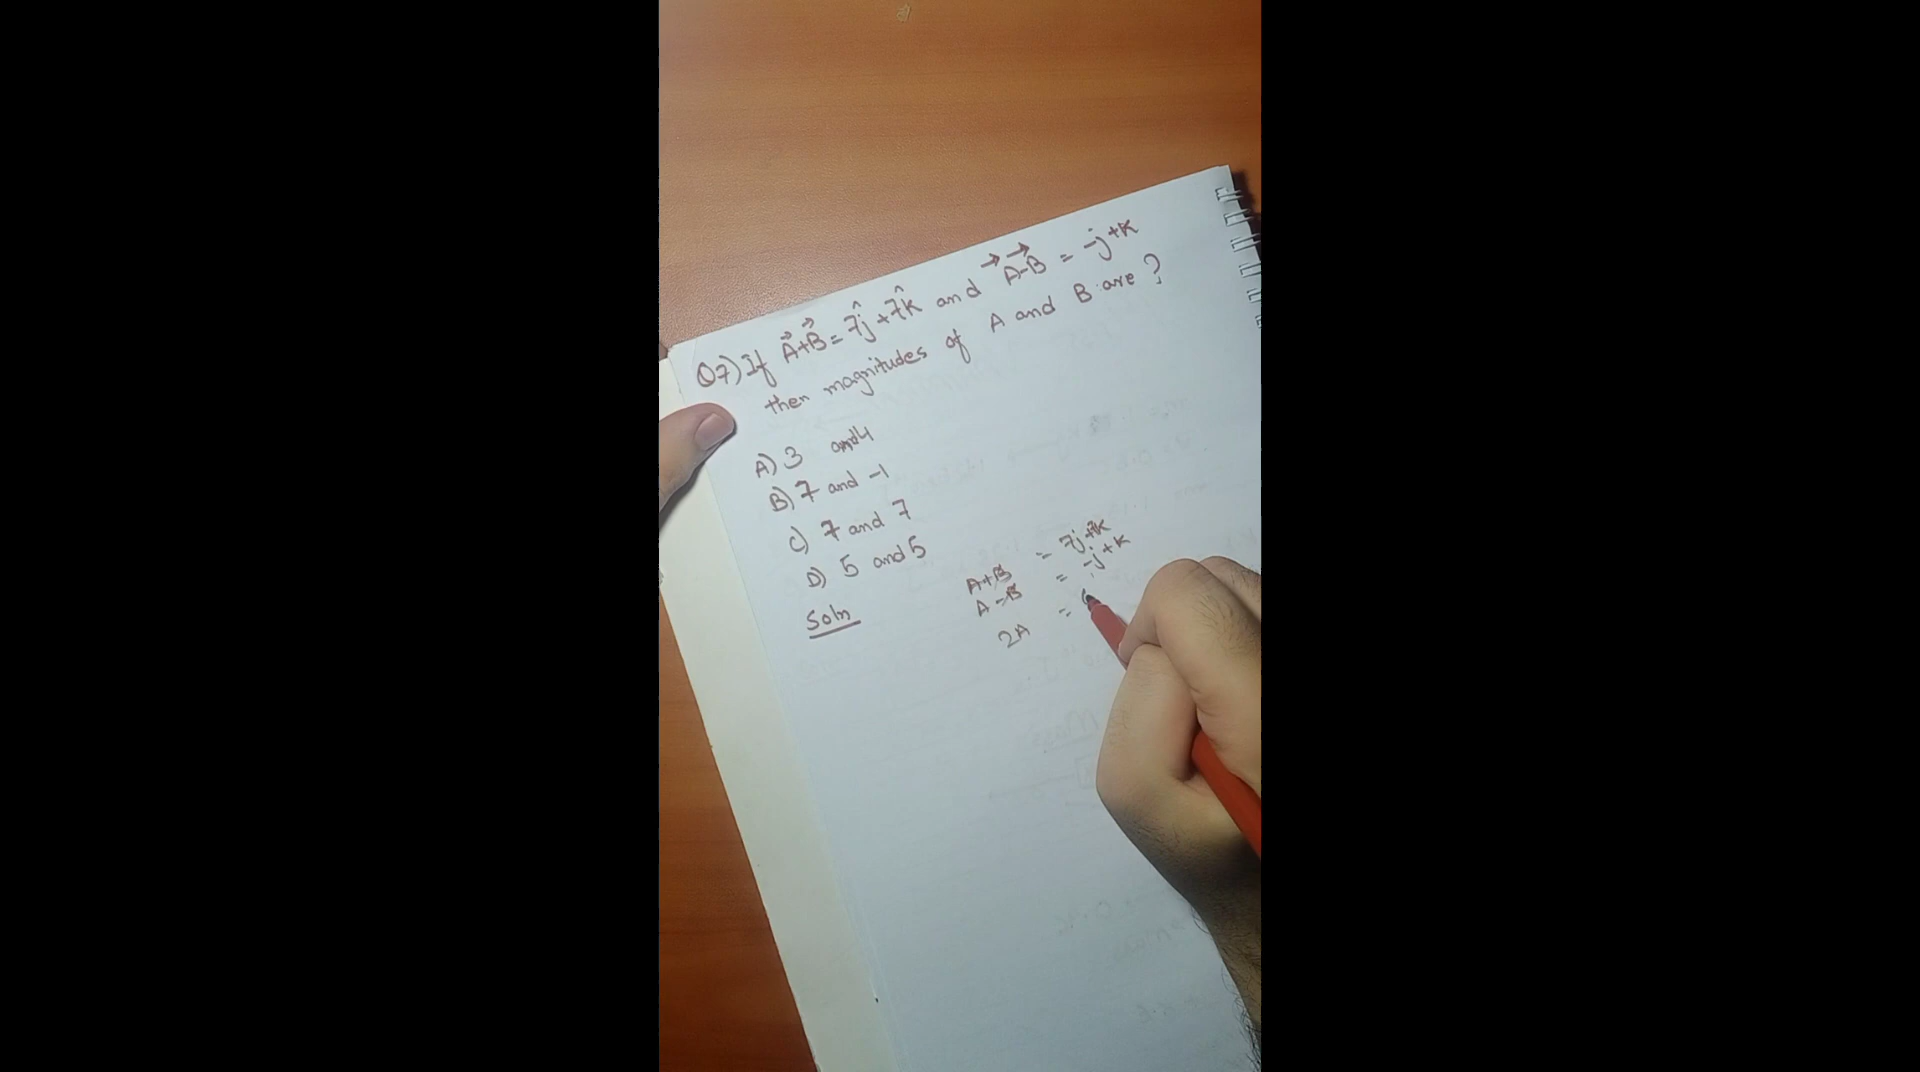 Q7) If A⃗+B⃗ = 7ĵ + 7k̂ and A⃗-B⃗ = -j+k
then magnitudes of A and B are?
A) 3 and 4
B) 7 and -1
C) 7 and 7
D) 5 and 5
Soln
A+B = 7j+7k
A-B = -j+k
2A =